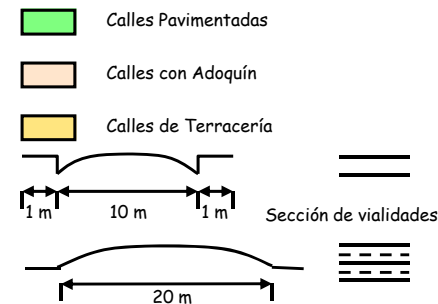 Calles Pavimentadas
Calles con Adoquín
Calles de Terracería
1 m 10 m 1 m
Sección de vialidades
20 m